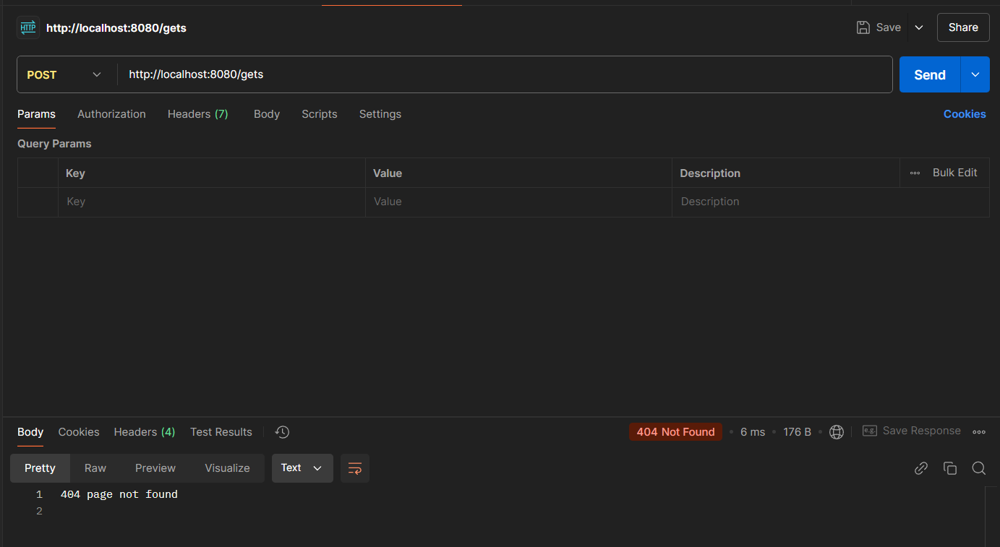 HTTP http://localhost:8080/gets Save Share
POST http://localhost:8080/gets Send
Params Authorization Headers (7) Body Scripts Settings Cookies
Query Params
Key Value Description Bulk Edit
Key Value Description
Body Cookies Headers (4) Test Results 404 Not Found 6 ms 176 B e.g. Save Response
Pretty Raw Preview Visualize Text
1 404 page not found
2